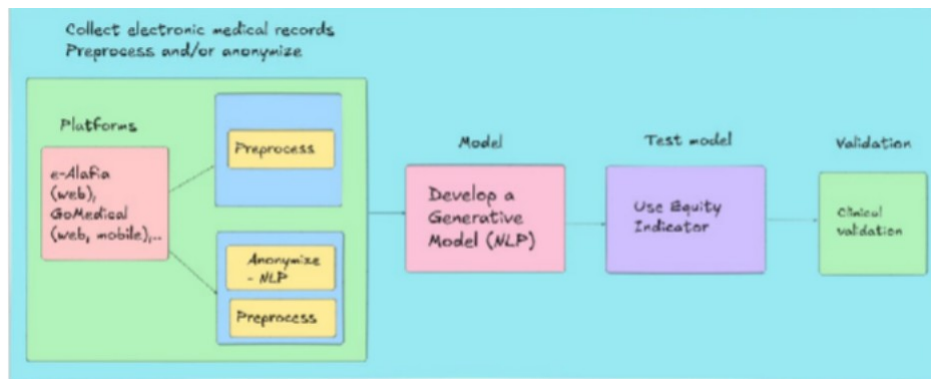 Collect electronic medical records
Preprocess and/or anonymize
Platforms
e-Alafia
(web),
GoMedical
(web, mobile),..
Preprocess
Anonymize
- NLP
Preprocess
Model
Develop a
Generative
Model (NLP)
Test model
Use Equity
Indicator
Validation
Clinical
validation